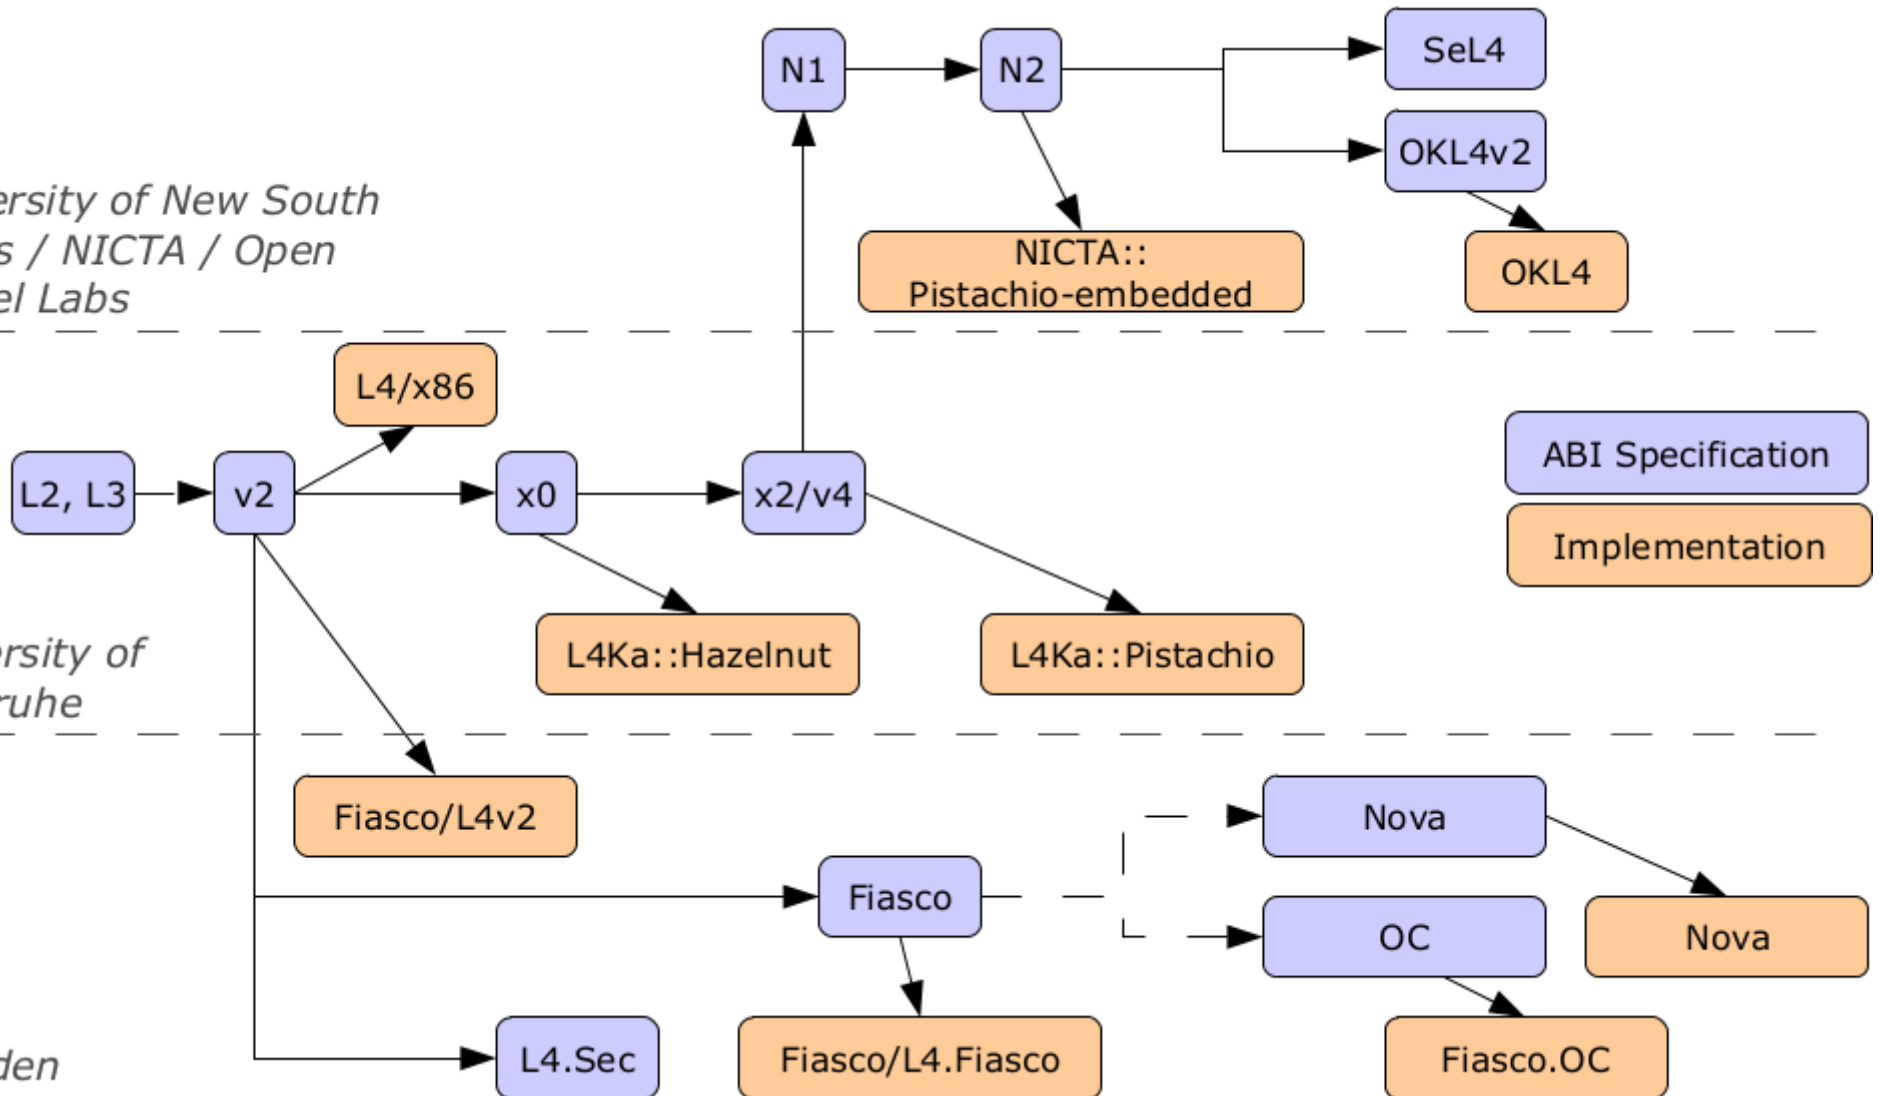 N1
N2
SeL4
OKL4v2
ersity of New South
s / NICTA / Open
el Labs
NICTA::
Pistachio-embedded
OKL4
L4/x86
L2, L3
v2
x0
x2/v4
ABI Specification
Implementation
L4Ka::Hazelnut
L4Ka::Pistachio
ersity of
ruhe
Fiasco/L4v2
Nova
Fiasco
OC
Nova
L4.Sec
Fiasco/L4.Fiasco
Fiasco.OC
den